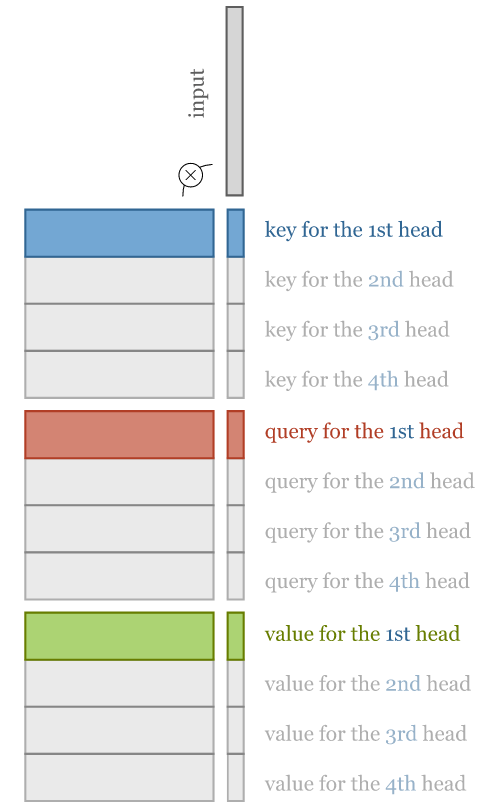 input
key for the 1st head
key for the 2nd head
key for the 3rd head
key for the 4th head
query for the 1st head
query for the 2nd head
query for the 3rd head
query for the 4th head
value for the 1st head
value for the 2nd head
value for the 3rd head
value for the 4th head